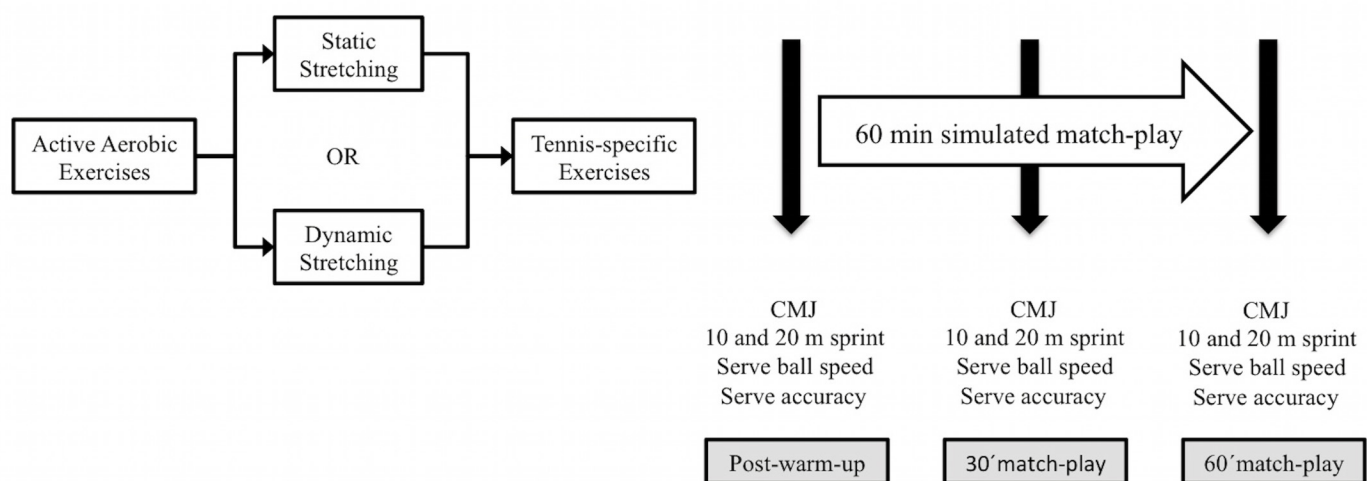 Active Aerobic
Exercises
Static
Stretching
OR
Dynamic
Stretching
Tennis-specific
Exercises
60 min simulated match-play
CMJ
10 and 20 m sprint
Serve ball speed
Serve accuracy
Post-warm-up
CMJ
10 and 20 m sprint
Serve ball speed
Serve accuracy
30´match-play
CMJ
10 and 20 m sprint
Serve ball speed
Serve accuracy
60´match-play